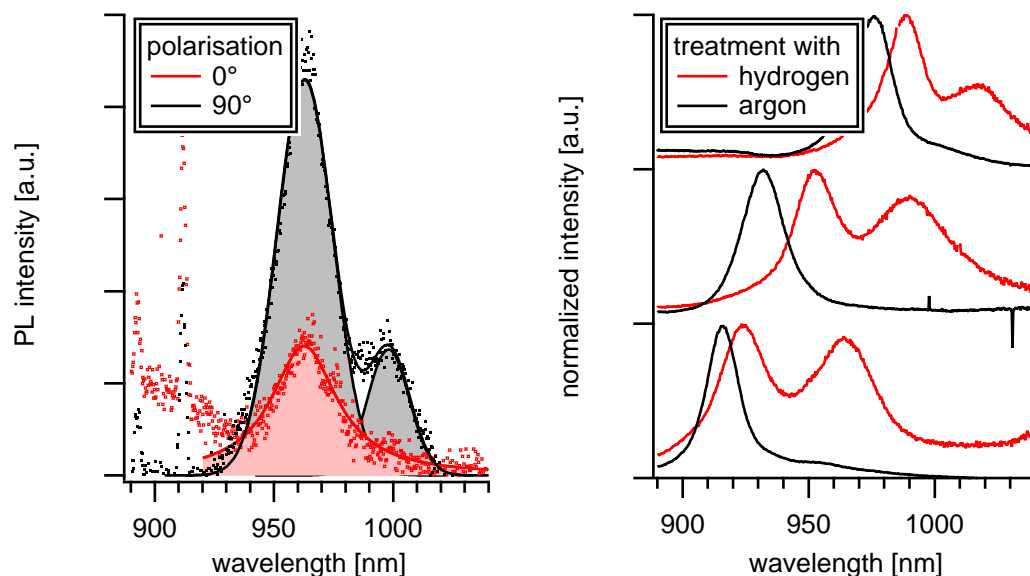 polarisation
0°
90°
PL intensity [a.u.]
900
950
1000
wavelength [nm]
treatment with
hydrogen
argon
normalized intensity [a.u.]
900
950
1000
wavelength [nm]